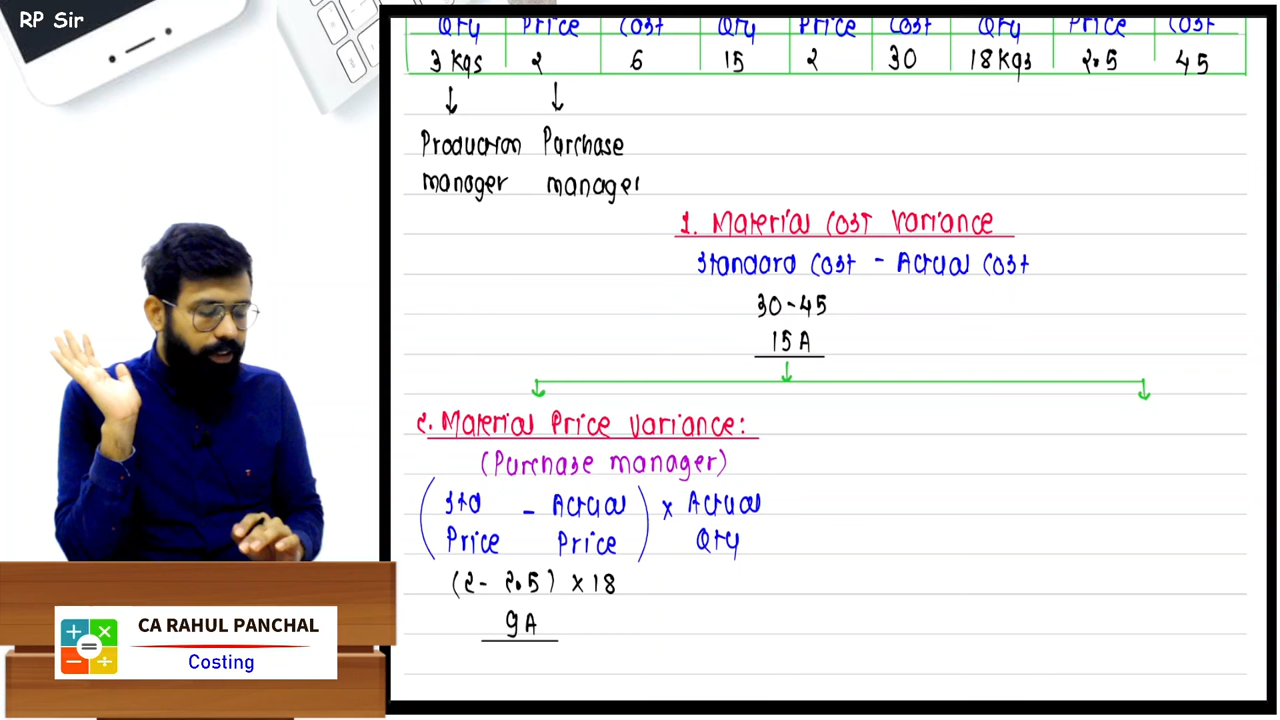 RP Sir
Qty Price Cost Qty Price Cost Qty Price Cost
3 Kgs 2 6 15 2 30 18 Kgs 2.5 45
Production Purchase
manager manager
1. Material Cost Variance
Standard Cost - Actual Cost
30-45
15 A
2. Material Price Variance:
(Purchase manager)
(Std Price - Actual Price) × Actual Qty
(2 - 2.5) × 18
9A
CA RAHUL PANCHAL
Costing